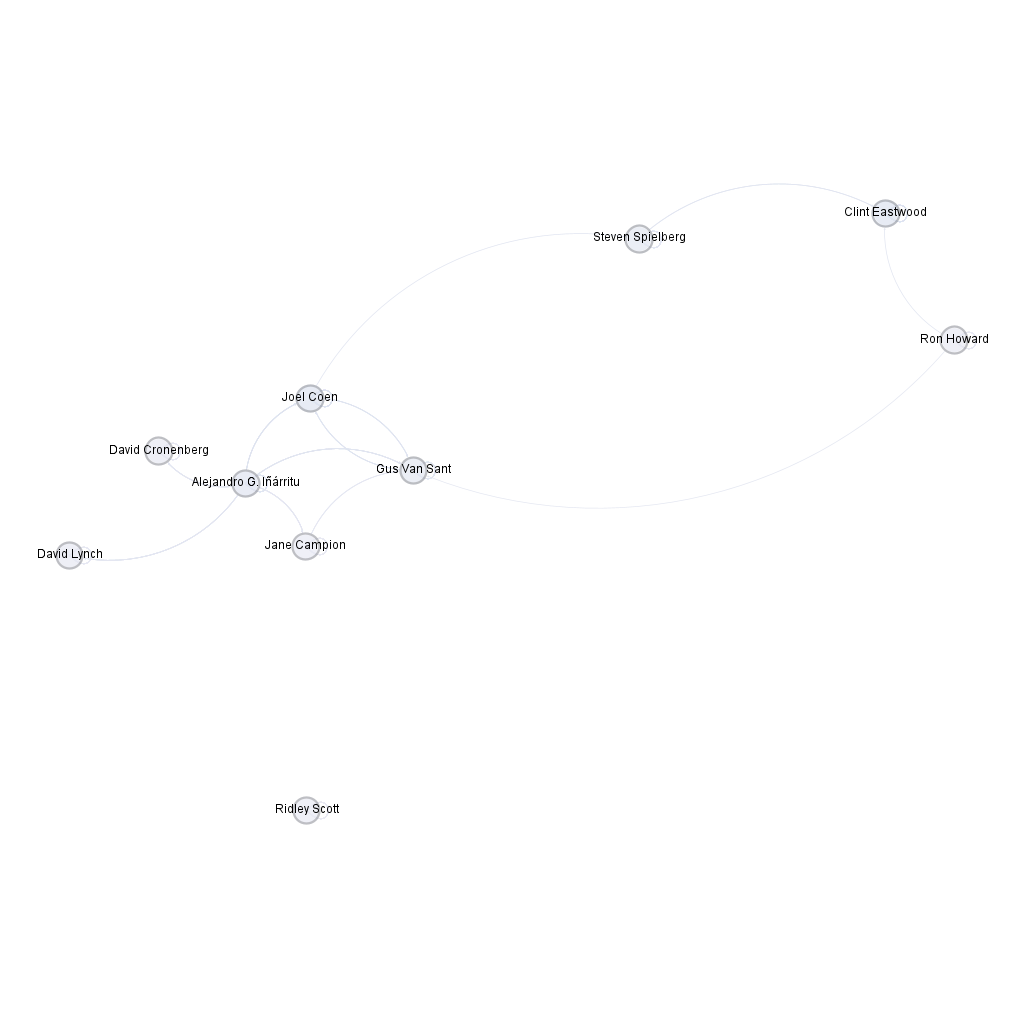 Clint Eastwood
Steven Spielberg
Ron Howard
Joel Coen
David Cronenberg
Gus Van Sant
Alejandro G. Iñárritu
Jane Campion
David Lynch
Ridley Scott